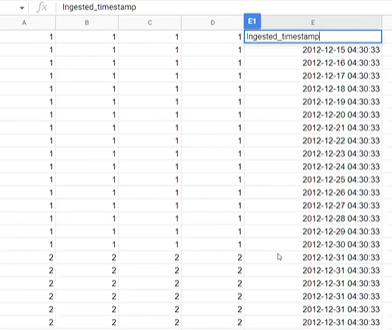 fx Ingested_timestamp
E1
A B C D E
1 1 1 1 Ingested_timestamp
1 1 1 1 2012-12-15 04:30:33
1 1 1 1 2012-12-16 04:30:33
1 1 1 1 2012-12-17 04:30:33
1 1 1 1 2012-12-18 04:30:33
1 1 1 1 2012-12-19 04:30:33
1 1 1 1 2012-12-20 04:30:33
1 1 1 1 2012-12-21 04:30:33
1 1 1 1 2012-12-22 04:30:33
1 1 1 1 2012-12-23 04:30:33
1 1 1 1 2012-12-24 04:30:33
1 1 1 1 2012-12-25 04:30:33
1 1 1 1 2012-12-26 04:30:33
1 1 1 1 2012-12-27 04:30:33
1 1 1 1 2012-12-28 04:30:33
1 1 1 1 2012-12-29 04:30:33
1 1 1 1 2012-12-30 04:30:33
2 2 2 2 2012-12-31 04:30:33
2 2 2 2 2012-12-31 04:30:33
2 2 2 2 2012-12-31 04:30:33
2 2 2 2 2012-12-31 04:30:33
2 2 2 2 2012-12-31 04:30:33
2 2 2 2 2012-12-31 04:30:33